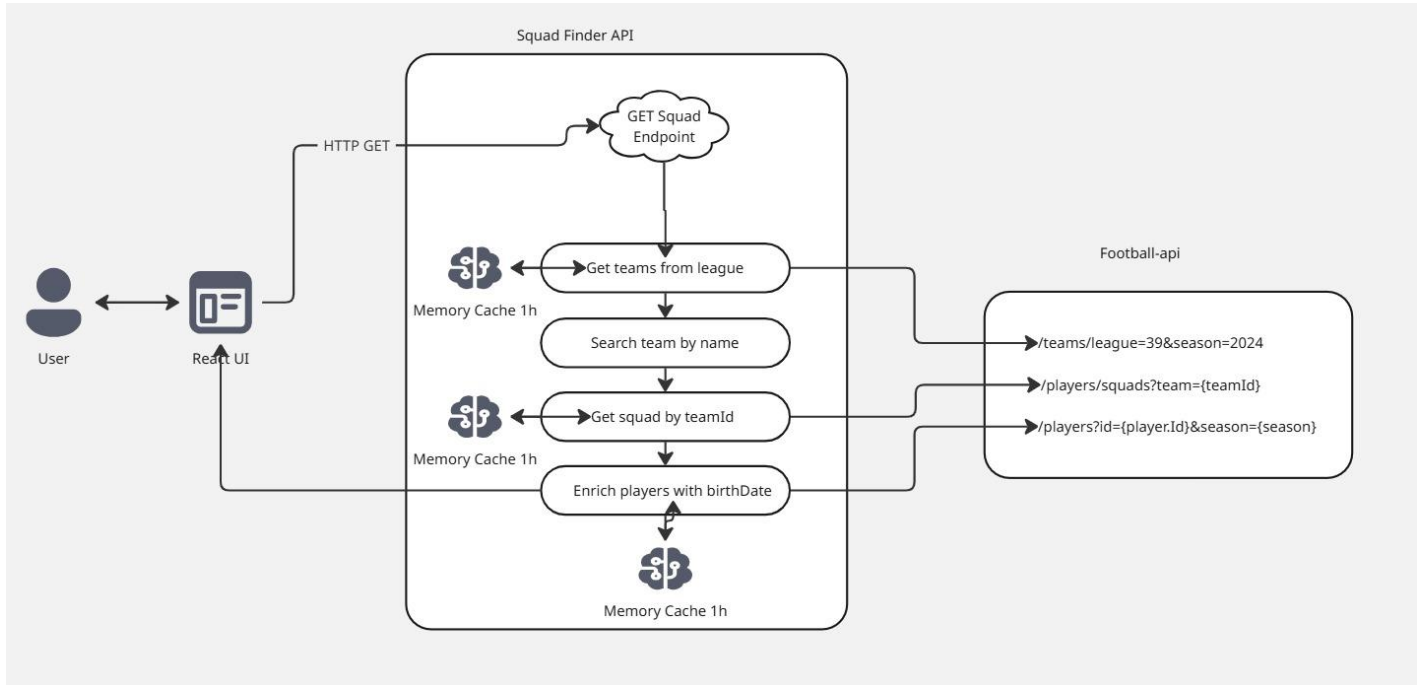 Squad Finder API
GET Squad
Endpoint
HTTP GET
Football-api
Get teams from league
Memory Cache 1h
/teams/league=39&season=2024
Search team by name
User
React UI
/players/squads?team={teamId}
Get squad by teamId
/players?id={player.Id}&season={season}
Memory Cache 1h
Enrich players with birthDate
Memory Cache 1h